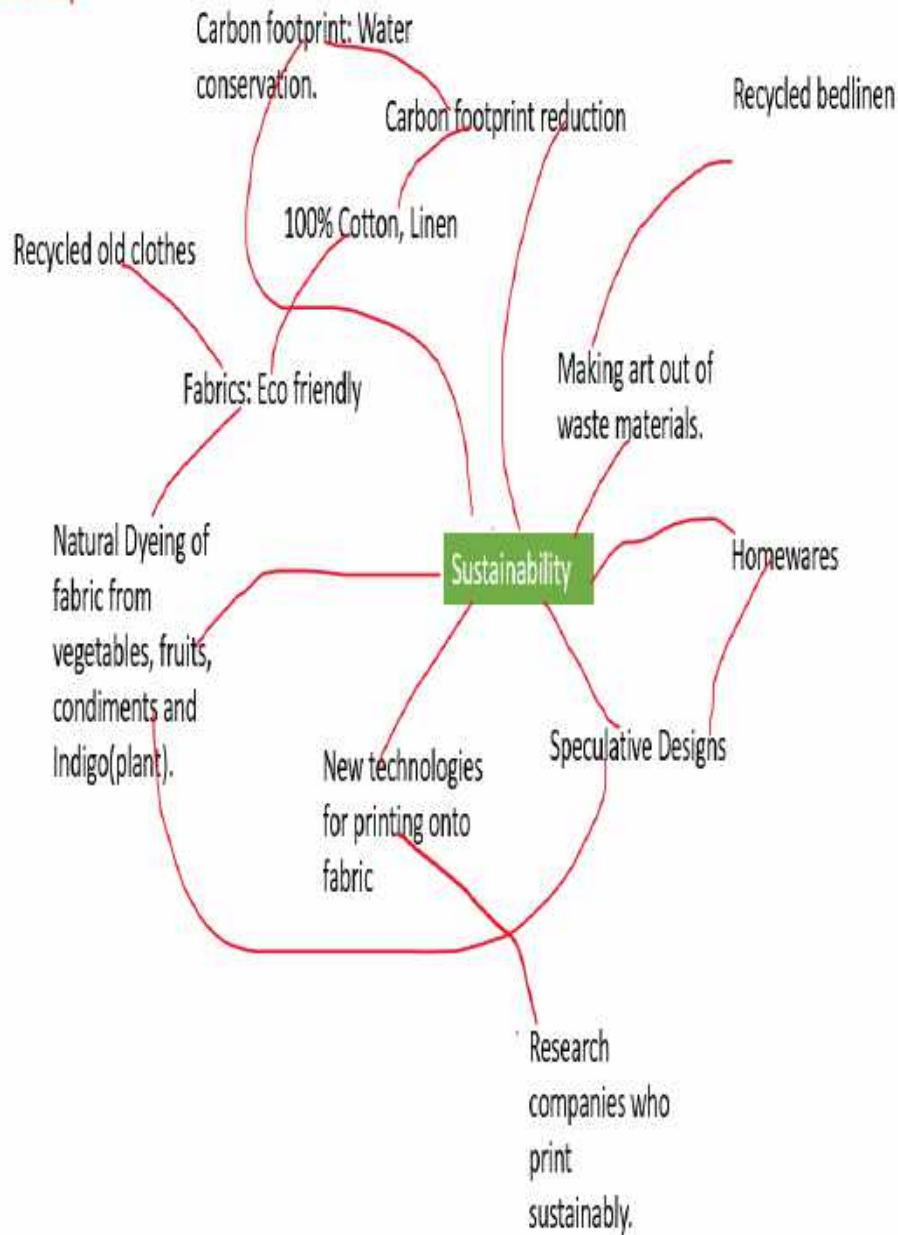 Carbon footprint: Water
conservation.
Carbon footprint reduction
Recycled bedlinen
100% Cotton, Linen
Recycled old clothes
Fabrics: Eco friendly
Making art out of
waste materials.
Natural Dyeing of
fabric from
vegetables, fruits,
condiments and
Indigo(plant).
Sustainability
Homewares
Speculative Designs
New technologies
for printing onto
fabric
Research
companies who
print
sustainably.